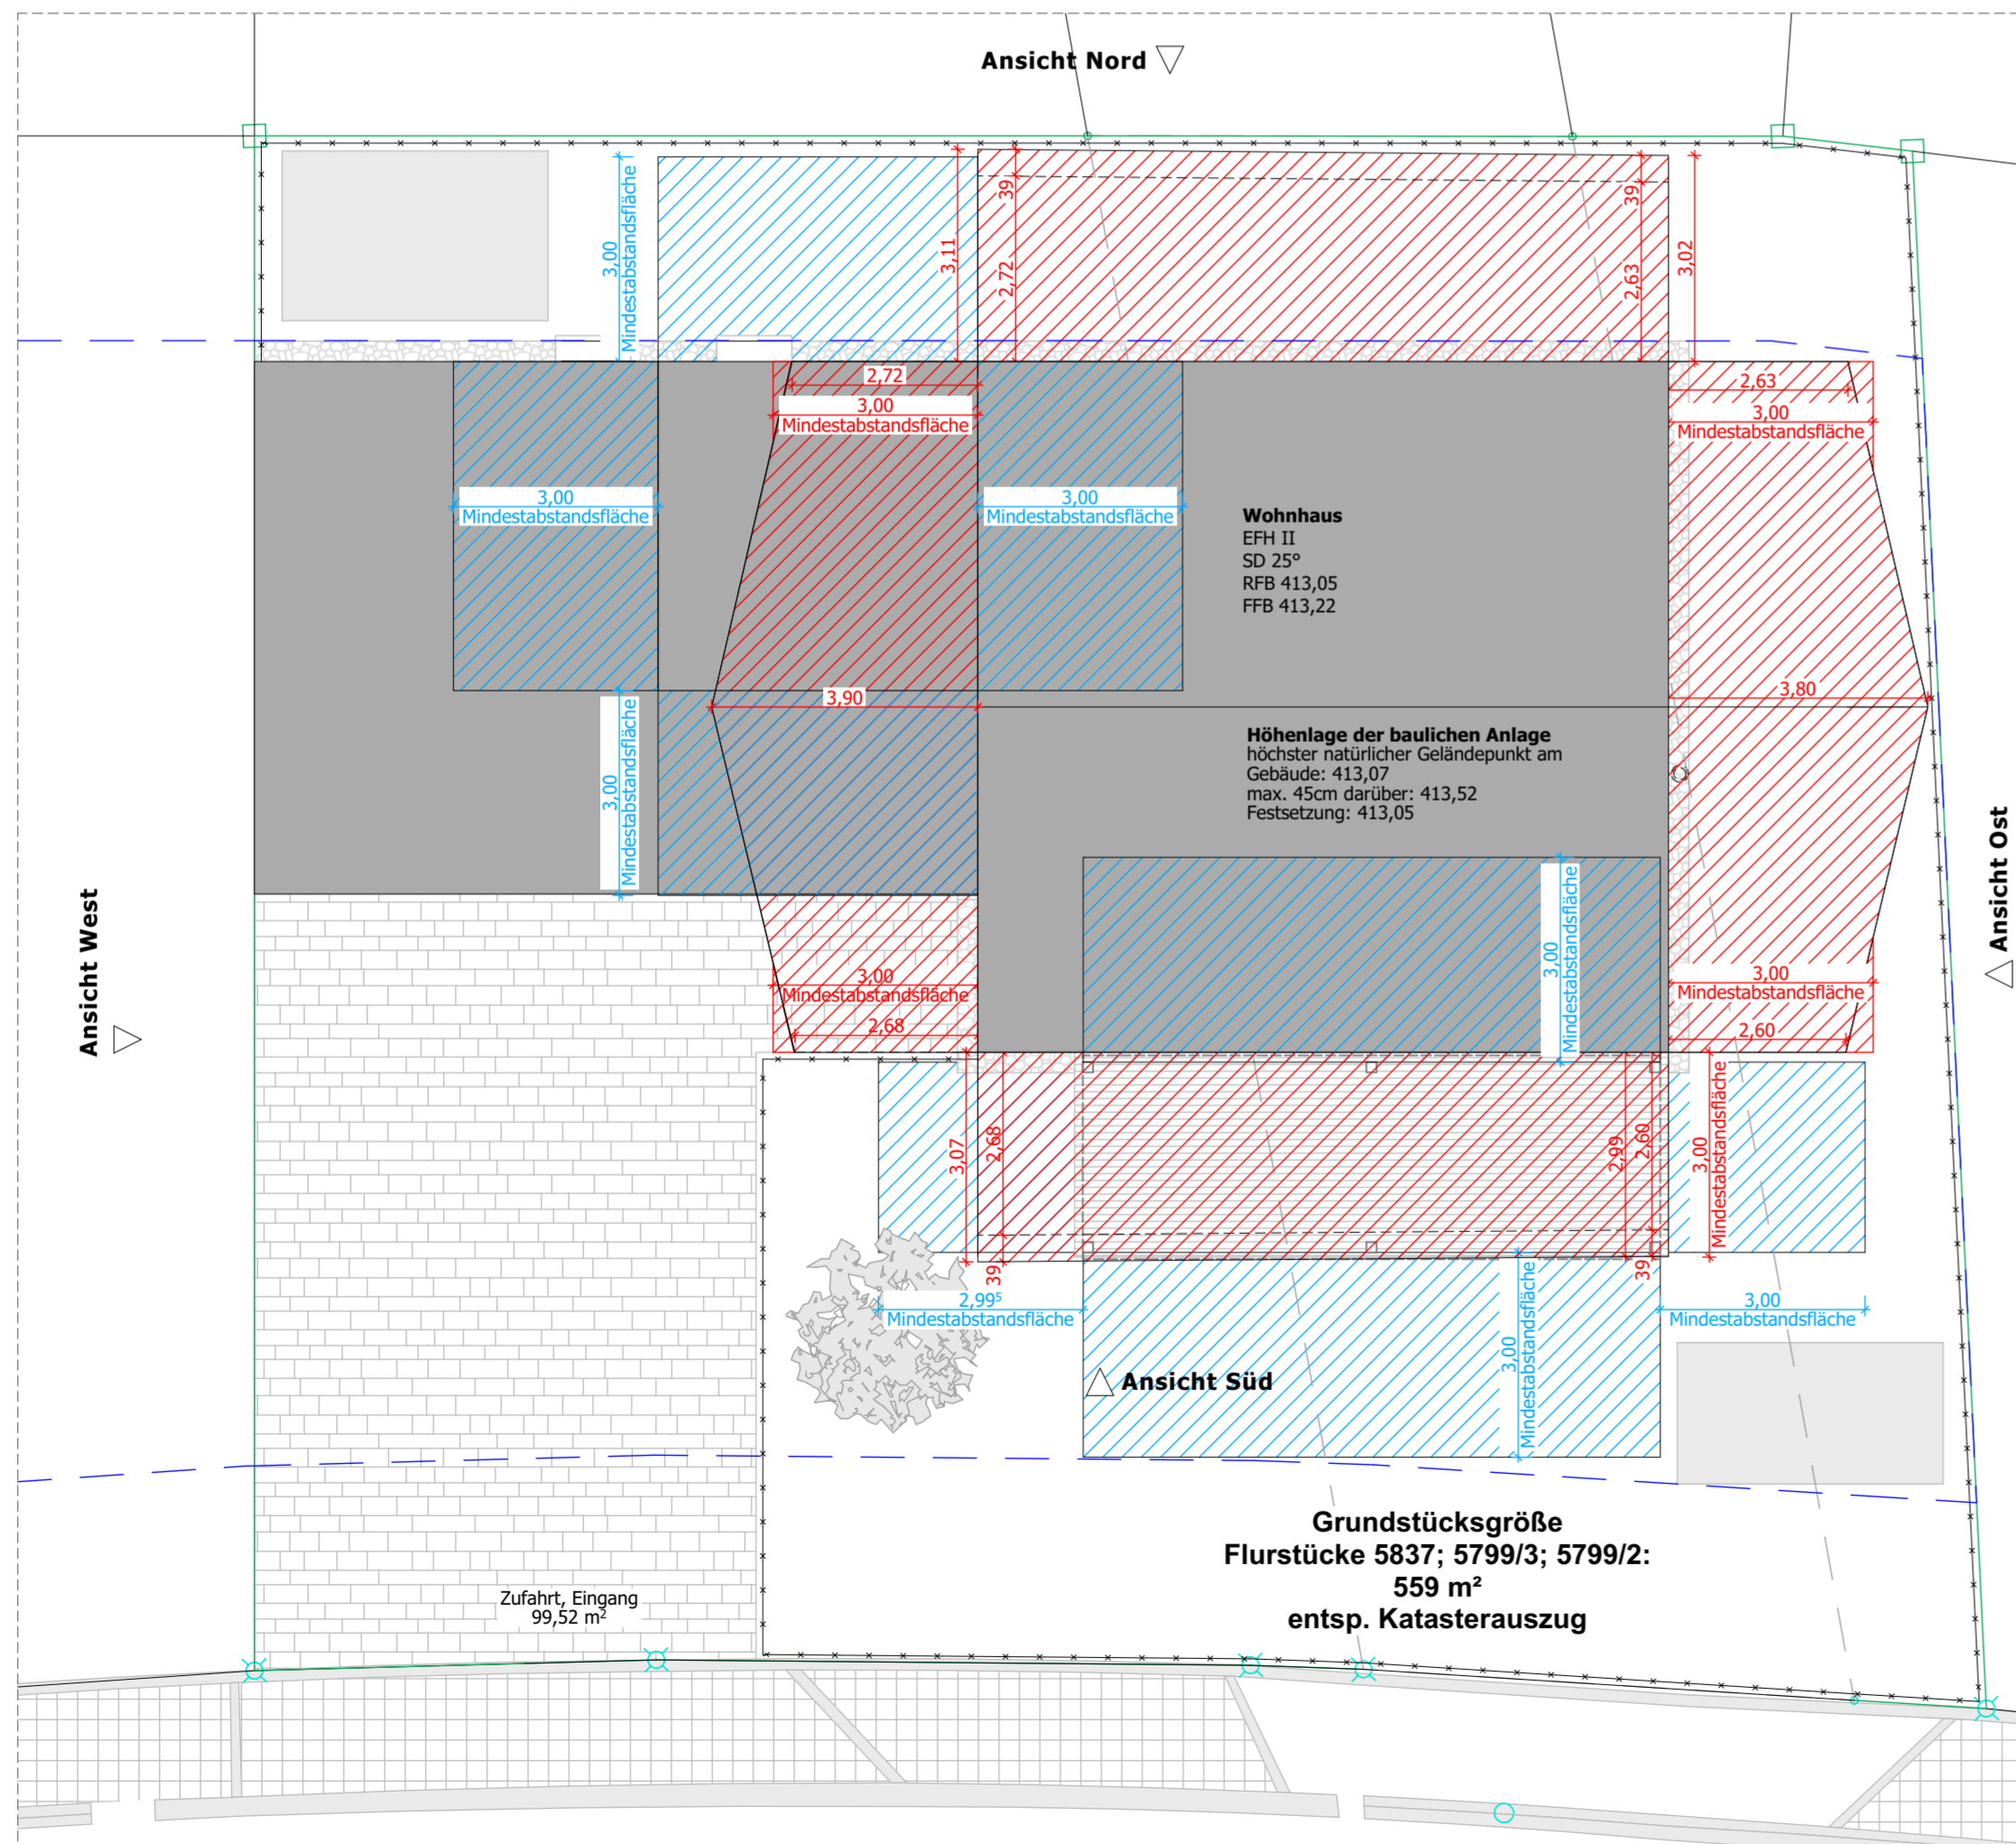 Ansicht Nord
3,00
Mindestabstandsfläche
3,11
39
2,72
39
2,63
3,02
2,72
3,00
Mindestabstandsfläche
2,63
3,00
Mindestabstandsfläche
3,00
Mindestabstandsfläche
3,00
Mindestabstandsfläche
Wohnhaus
EFH II
SD 25°
RFB 413,05
FFB 413,22
3,90
3,80
3,00
Mindestabstandsfläche
Höhenlage der baulichen Anlage
höchster natürlicher Geländepunkt am
Gebäude: 413,07
max. 45cm darüber: 413,52
Festsetzung: 413,05
Ansicht West
Ansicht Ost
3,00
Mindestabstandsfläche
3,00
Mindestabstandsfläche
2,68
3,00
Mindestabstandsfläche
2,60
3,07
2,68
39
2,99
2,60
39
3,00
Mindestabstandsfläche
2,99⁵
Mindestabstandsfläche
3,00
Mindestabstandsfläche
3,00
Mindestabstandsfläche
Ansicht Süd
Grundstücksgröße
Flurstücke 5837; 5799/3; 5799/2:
559 m²
entsp. Katasterauszug
Zufahrt, Eingang
99,52 m²